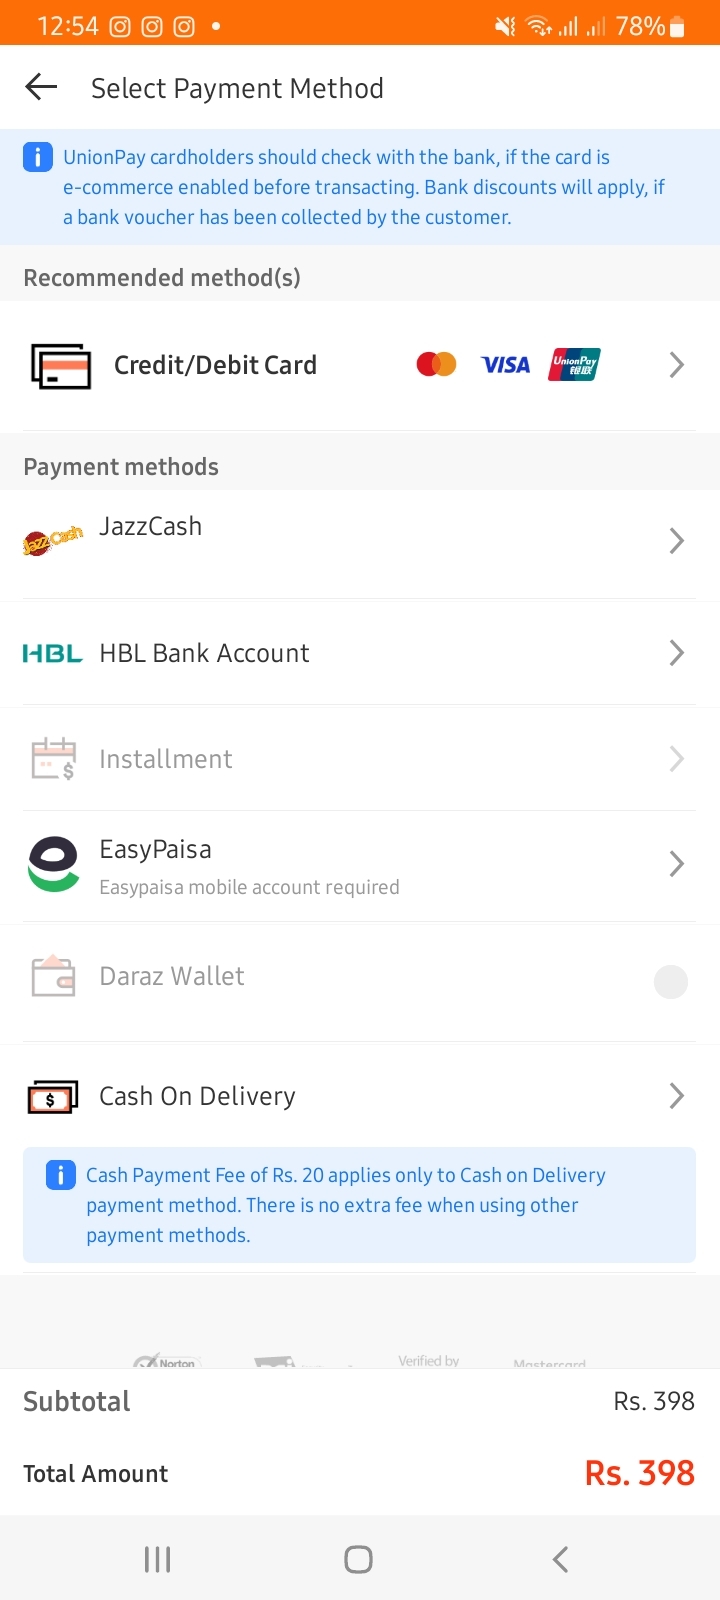 12:54
78%
Select Payment Method
UnionPay cardholders should check with the bank, if the card is
e-commerce enabled before transacting. Bank discounts will apply, if
a bank voucher has been collected by the customer.
Recommended method(s)
Credit/Debit Card
VISA
UnionPay
银联
Payment methods
JazzCash
JazzCash
HBL
HBL Bank Account
Installment
EasyPaisa
Easypaisa mobile account required
Daraz Wallet
Cash On Delivery
Cash Payment Fee of Rs. 20 applies only to Cash on Delivery
payment method. There is no extra fee when using other
payment methods.
Norton
Verified by
Mastercard
Subtotal
Rs. 398
Total Amount
Rs. 398